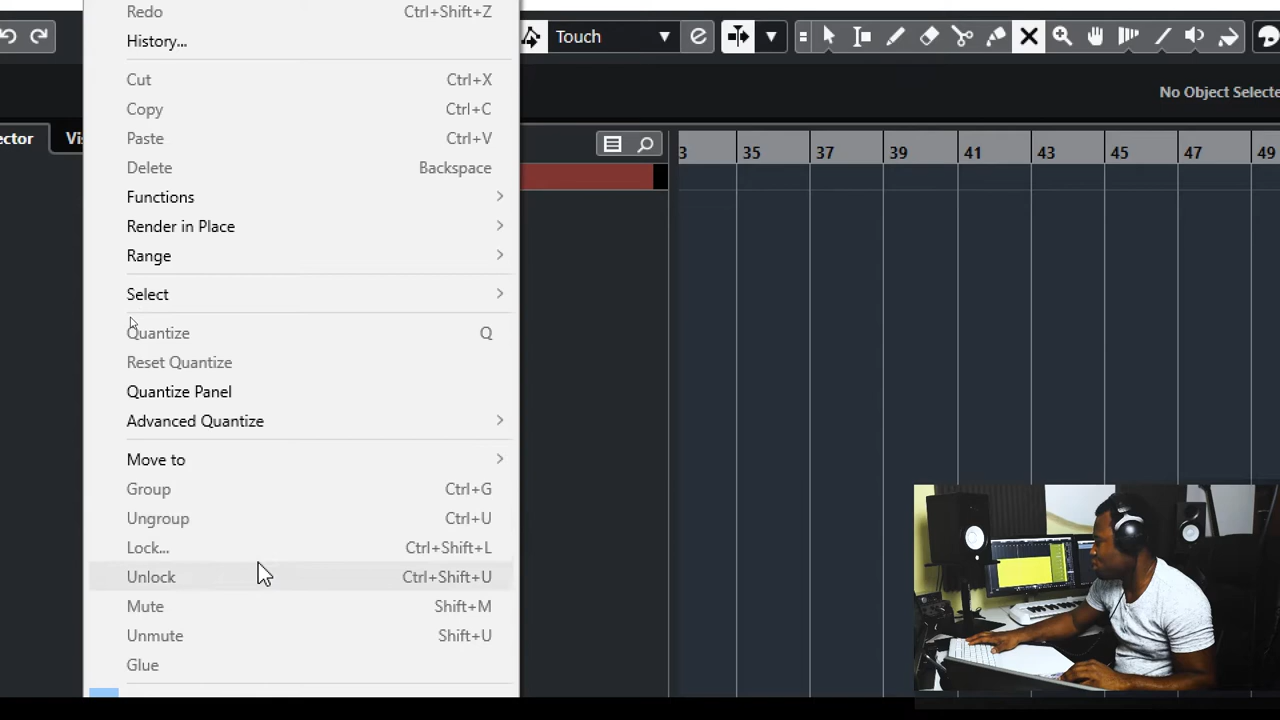 Redo Ctrl+Shift+Z
History...
Touch
Cut Ctrl+X
No Object Selecte
Copy Ctrl+C
ector Vis
Paste Ctrl+V
3 35 37 39 41 43 45 47 49
Delete Backspace
Functions
Render in Place
Range
Select
Quantize Q
Reset Quantize
Quantize Panel
Advanced Quantize
Move to
Group Ctrl+G
Ungroup Ctrl+U
Lock... Ctrl+Shift+L
Unlock Ctrl+Shift+U
Mute Shift+M
Unmute Shift+U
Glue